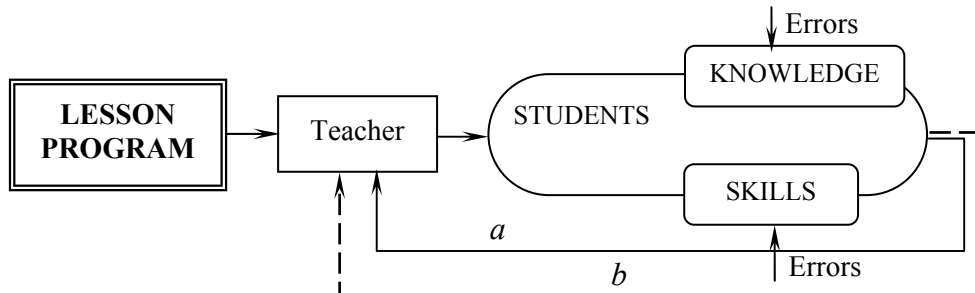 Errors
KNOWLEDGE
LESSON
PROGRAM
Teacher
STUDENTS
SKILLS
a
b
Errors